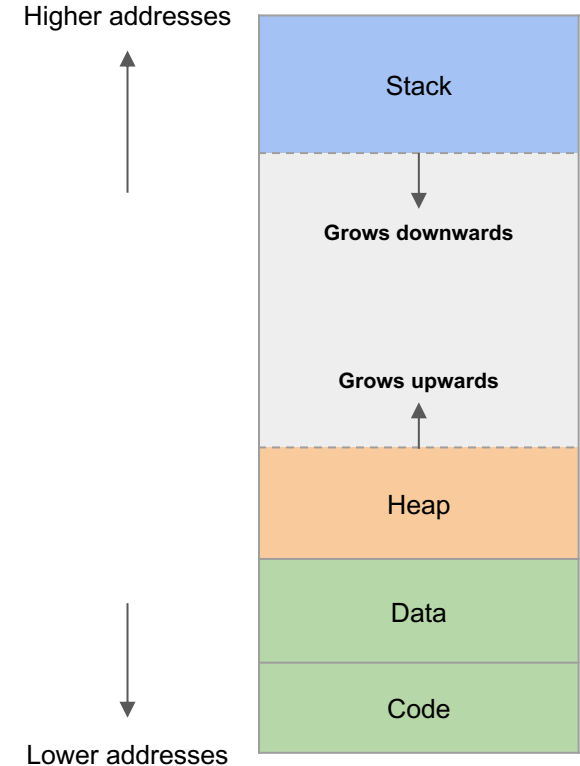 Higher addresses
Stack
Grows downwards
Grows upwards
Heap
Data
Code
Lower addresses